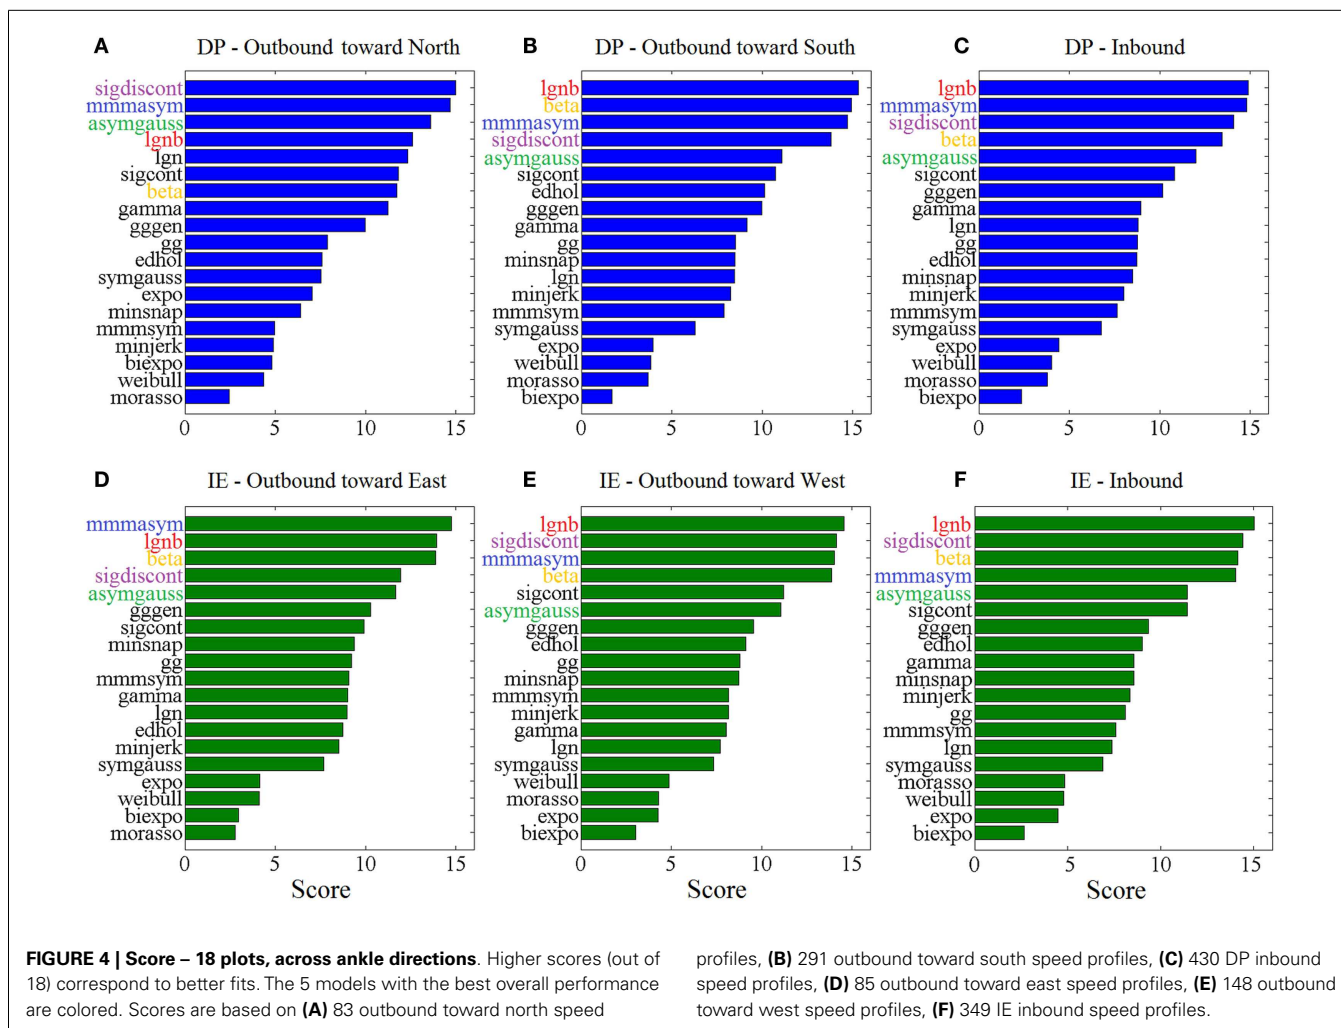 A DP - Outbound toward North
sigdiscont
mmmasym
asymgauss
lgnb
lgn
sigcont
beta
gamma
gggen
gg
edhol
symgauss
expo
minsnap
mmmsym
minjerk
biexpo
weibull
morasso
0 5 10 15
B DP - Outbound toward South
lgnb
beta
mmmasym
sigdiscont
asymgauss
sigcont
edhol
gggen
gamma
gg
minsnap
lgn
minjerk
mmmsym
symgauss
expo
weibull
morasso
biexpo
0 5 10 15
C DP - Inbound
lgnb
mmmasym
sigdiscont
beta
asymgauss
sigcont
gggen
gamma
lgn
gg
edhol
minsnap
minjerk
mmmsym
symgauss
expo
weibull
morasso
biexpo
0 5 10 15
D IE - Outbound toward East
mmmasym
lgnb
beta
sigdiscont
asymgauss
gggen
sigcont
minsnap
gg
mmmsym
gamma
lgn
edhol
minjerk
symgauss
expo
weibull
biexpo
morasso
0 5 10 15
Score
E IE - Outbound toward West
lgnb
sigdiscont
mmmasym
beta
sigcont
asymgauss
gggen
edhol
gg
minsnap
mmmsym
minjerk
gamma
lgn
symgauss
weibull
morasso
expo
biexpo
0 5 10 15
Score
F IE - Inbound
lgnb
sigdiscont
beta
mmmasym
asymgauss
sigcont
gggen
edhol
gamma
minsnap
minjerk
gg
mmmsym
lgn
symgauss
morasso
weibull
expo
biexpo
0 5 10 15
Score
FIGURE 4 | Score – 18 plots, across ankle directions. Higher scores (out of
18) correspond to better fits. The 5 models with the best overall performance
are colored. Scores are based on (A) 83 outbound toward north speed
profiles, (B) 291 outbound toward south speed profiles, (C) 430 DP inbound
speed profiles, (D) 85 outbound toward east speed profiles, (E) 148 outbound
toward west speed profiles, (F) 349 IE inbound speed profiles.